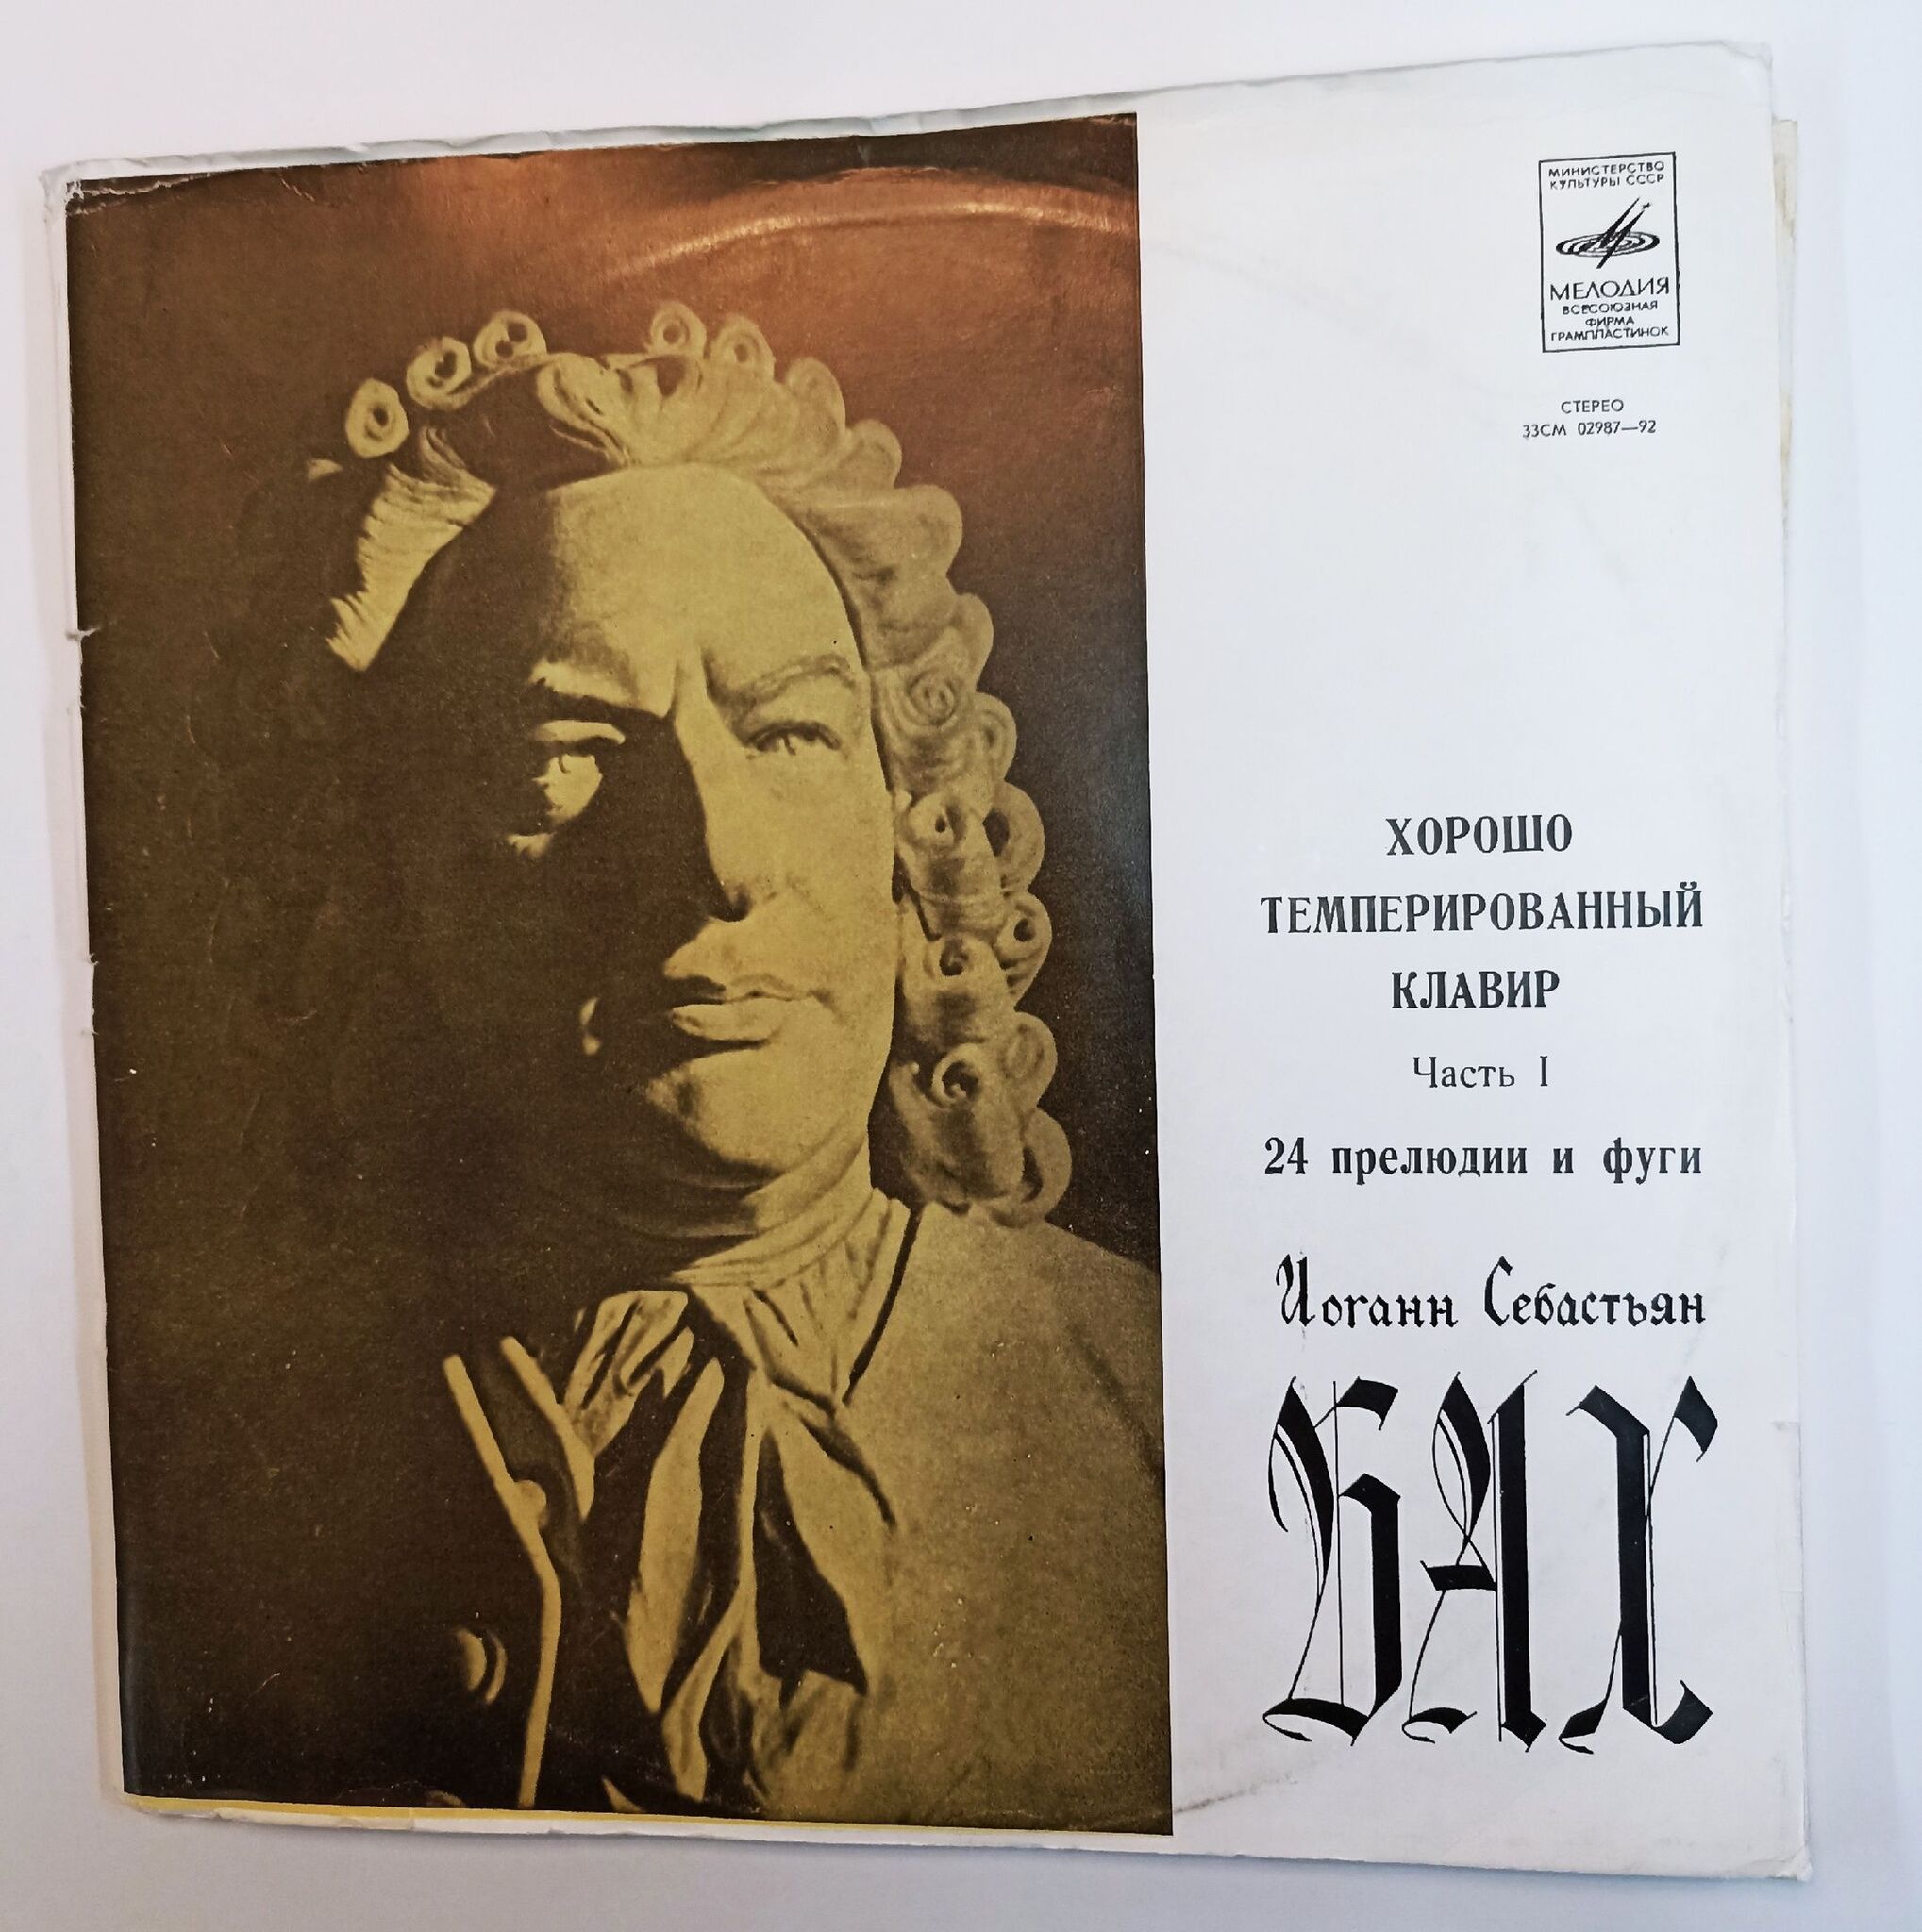 МИНИСТЕРСТВО
КУЛЬТУРЫ СССР
МЕЛОДИЯ
ВСЕСОЮЗНАЯ
ФИРМА
ГРАМПЛАСТИНОК
СТЕРЕО
33СМ 02987—92
ХОРОШО
ТЕМПЕРИРОВАННЫЙ
КЛАВИР
Часть I
24 прелюдии и фуги
Иоганн Себастьян
БАХ